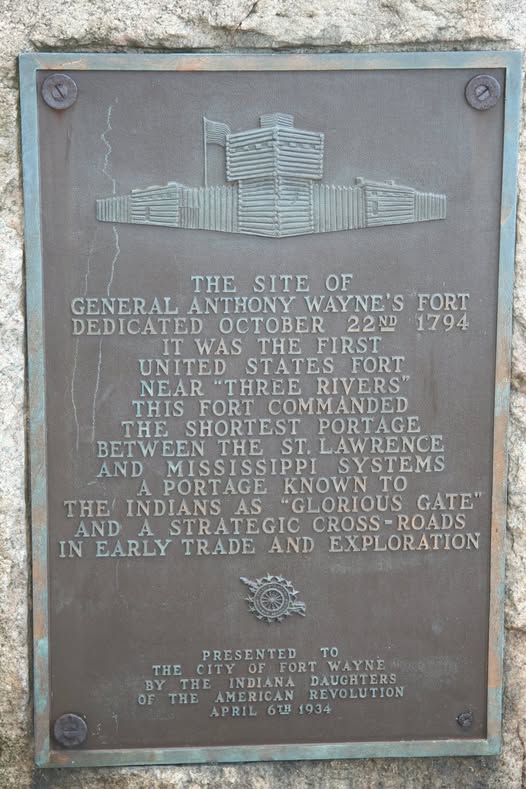 THE SITE OF
GENERAL ANTHONY WAYNE'S FORT
DEDICATED OCTOBER 22ND 1794
IT WAS THE FIRST
UNITED STATES FORT
NEAR "THREE RIVERS"
THIS FORT COMMANDED
THE SHORTEST PORTAGE
BETWEEN THE ST. LAWRENCE
AND MISSISSIPPI SYSTEMS
A PORTAGE KNOWN TO
THE INDIANS AS "GLORIOUS GATE"
AND A STRATEGIC CROSS-ROADS
IN EARLY TRADE AND EXPLORATION
PRESENTED TO
THE CITY OF FORT WAYNE
BY THE INDIANA DAUGHTERS
OF THE AMERICAN REVOLUTION
APRIL 6TH 1934